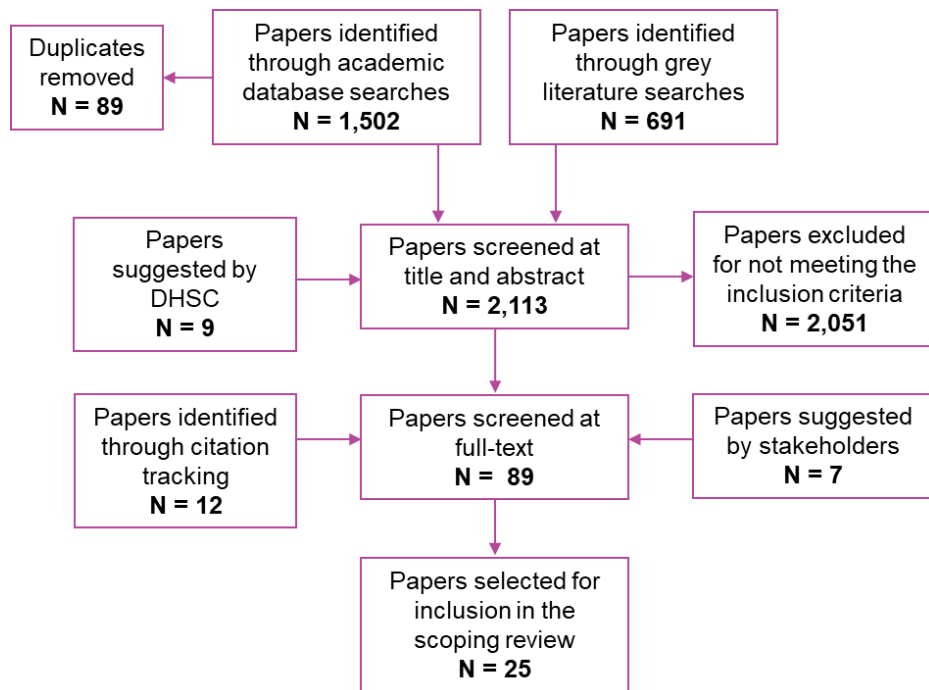 Duplicates
removed
N = 89
Papers identified
through academic
database searches
N = 1,502
Papers identified
through grey
literature searches
N = 691
Papers
suggested by
DHSC
N = 9
Papers screened at
title and abstract
N = 2,113
Papers excluded
for not meeting the
inclusion criteria
N = 2,051
Papers identified
through citation
tracking
N = 12
Papers screened at
full-text
N =  89
Papers suggested
by stakeholders
N = 7
Papers selected for
inclusion in the
scoping review
N = 25